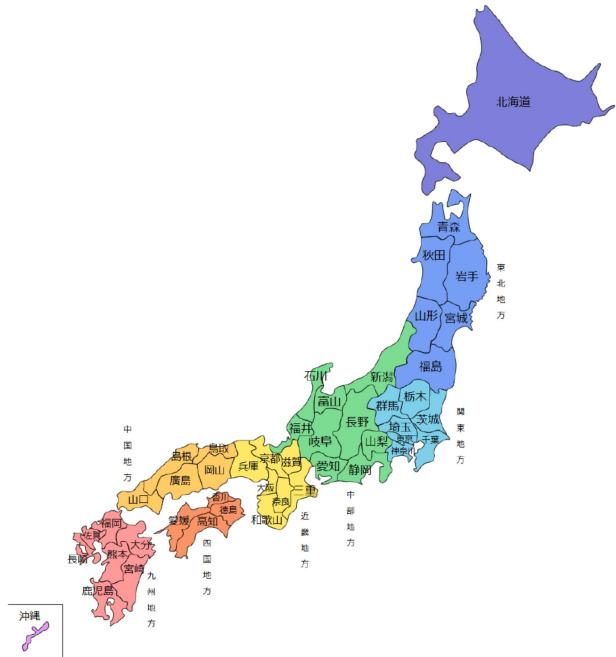 北海道
青森
秋田
岩手
山形
宮城
福島
東北地方
新潟
石川
富山
福井
長野
岐阜
山梨
愛知
静岡
中部地方
群馬
栃木
茨城
埼玉
東京
千葉
神奈川
関東地方
京都
滋賀
兵庫
大阪
奈良
三重
和歌山
近畿地方
鳥取
島根
岡山
廣島
山口
中国地方
香川
徳島
愛媛
高知
四国地方
福岡
佐賀
長崎
大分
熊本
宮崎
鹿児島
九州地方
沖縄